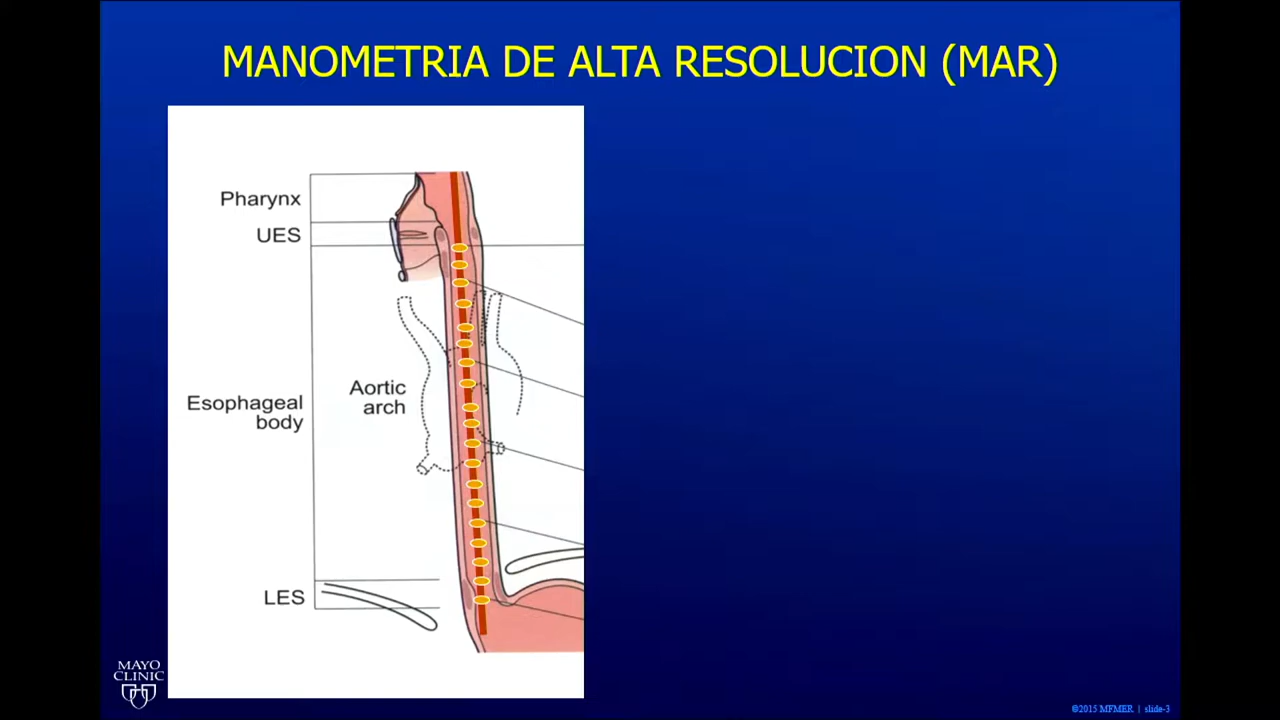 MANOMETRIA DE ALTA RESOLUCION (MAR)
Pharynx
UES
Aortic
arch
Esophageal
body
LES
MAYO
CLINIC
©2015 MFMER | slide-3